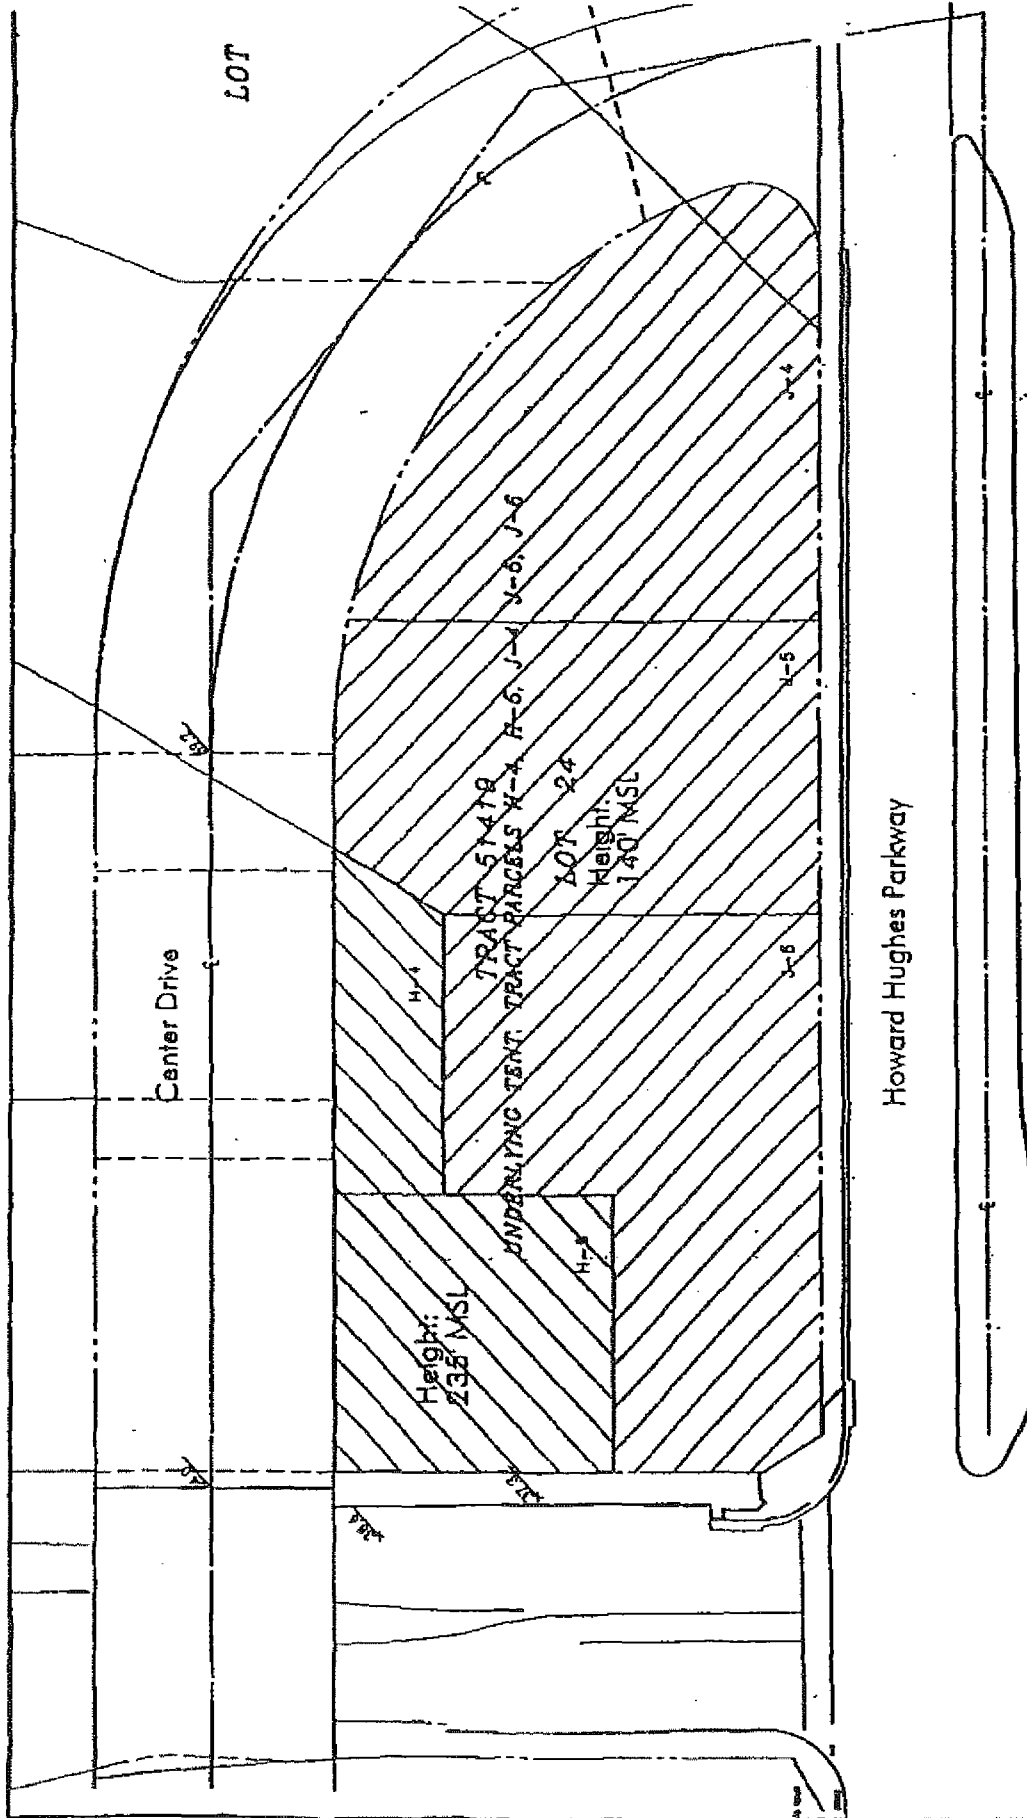 LOT
Center Drive
H-4
TRACT 51419
UNDERLYING TENT. TRACT PARCELS H-4, H-6, J-4, J-5, J-6
LOT 24
Height:
140' MSL
J-4
H-5
J-6
Height:
235' MSL
Howard Hughes Parkway